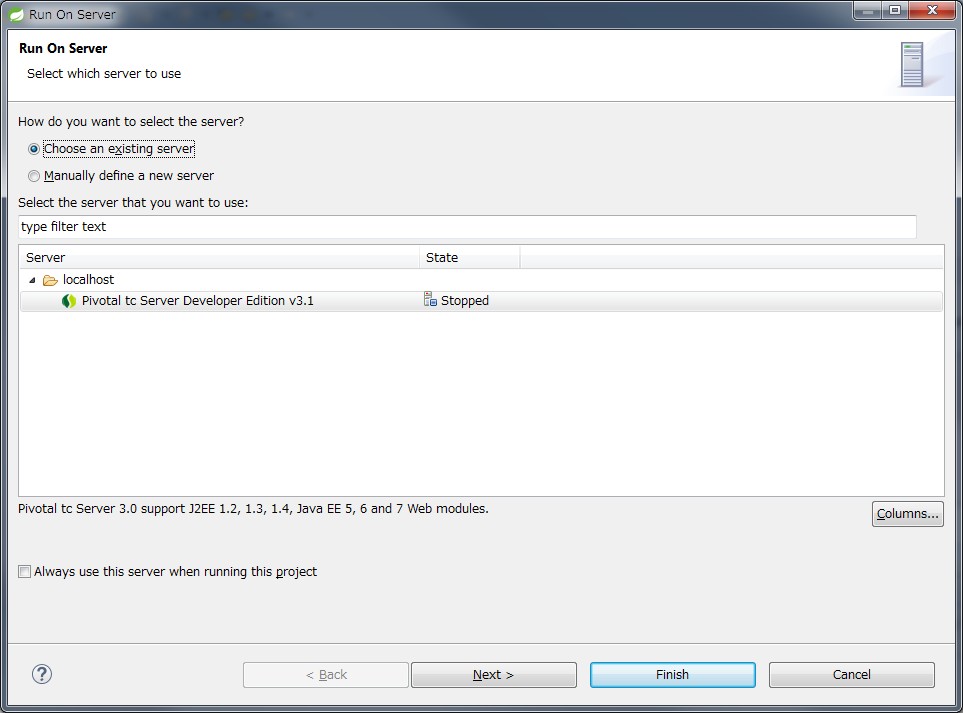 Run On Server
Run On Server
Select which server to use
How do you want to select the server?
Choose an existing server
Manually define a new server
Select the server that you want to use:
type filter text
Server State
localhost
Pivotal tc Server Developer Edition v3.1 Stopped
Pivotal tc Server 3.0 support J2EE 1.2, 1.3, 1.4, Java EE 5, 6 and 7 Web modules.
Columns...
Always use this server when running this project
? < Back Next > Finish Cancel